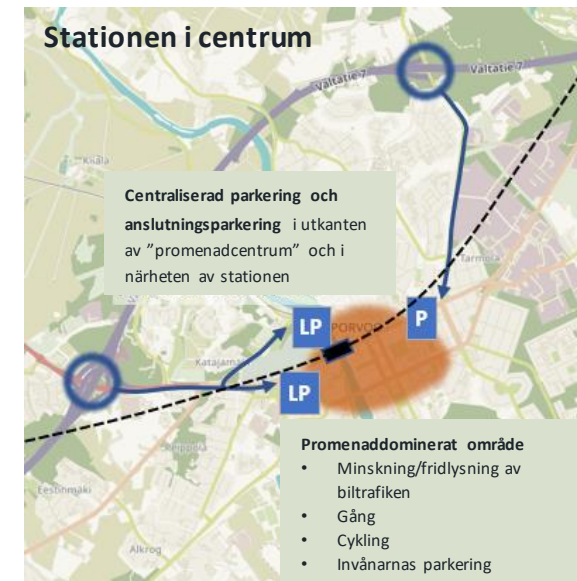 Stationen i centrum
Valtatie 7
Valtatie 7
Kiiala
Centraliserad parkering och
anslutningsparkering i utkanten
av ”promenadcentrum” och i
närheten av stationen
Tarmola
LP
PORVOO
P
Katajamäki
LP
Peippola
Promenaddominerat område
• Minskning/fridlysning av
biltrafiken
• Gång
• Cykling
• Invånarnas parkering
Eestinmäki
Alkrog